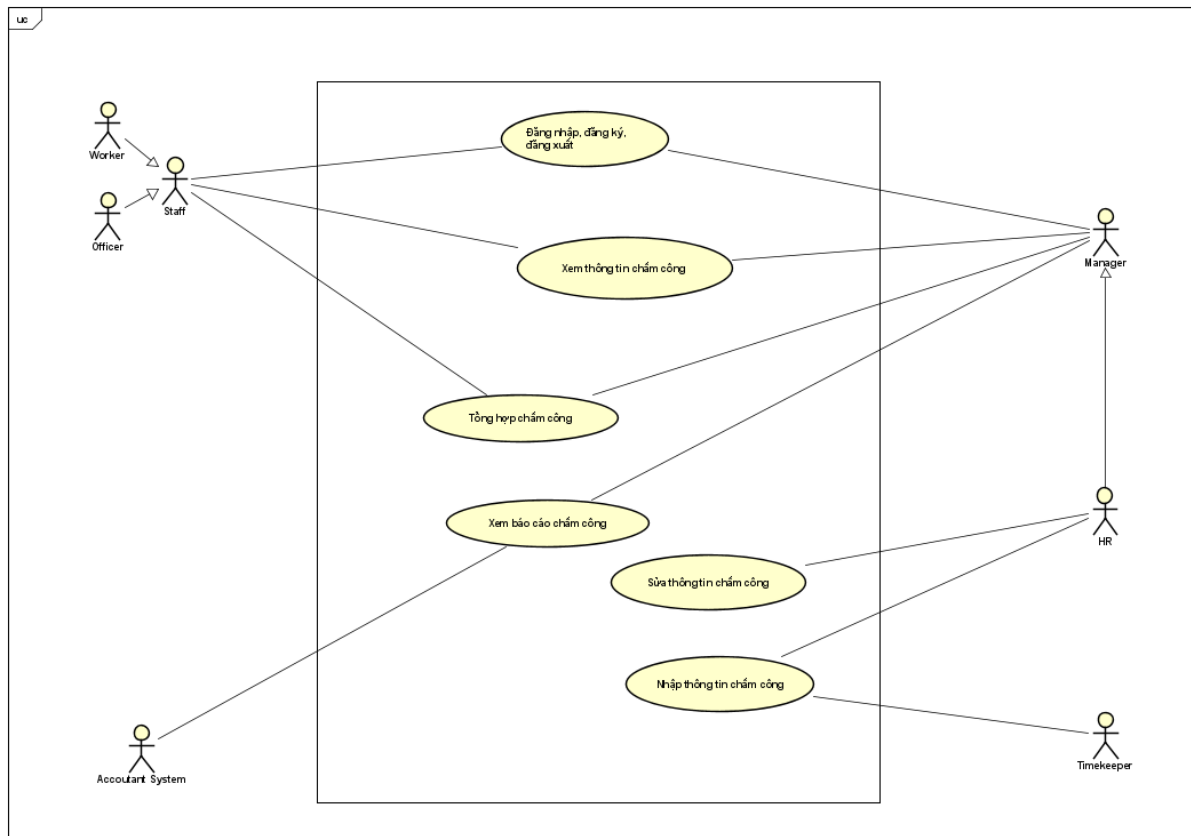 uc
Worker
Officer
Staff
Đăng nhập, đăng ký,
đăng xuất
Manager
Xem thông tin chấm công
Tổng hợp chấm công
Xem báo cáo chấm công
HR
Sửa thông tin chấm công
Nhập thông tin chấm công
Accoutant System
Timekeeper